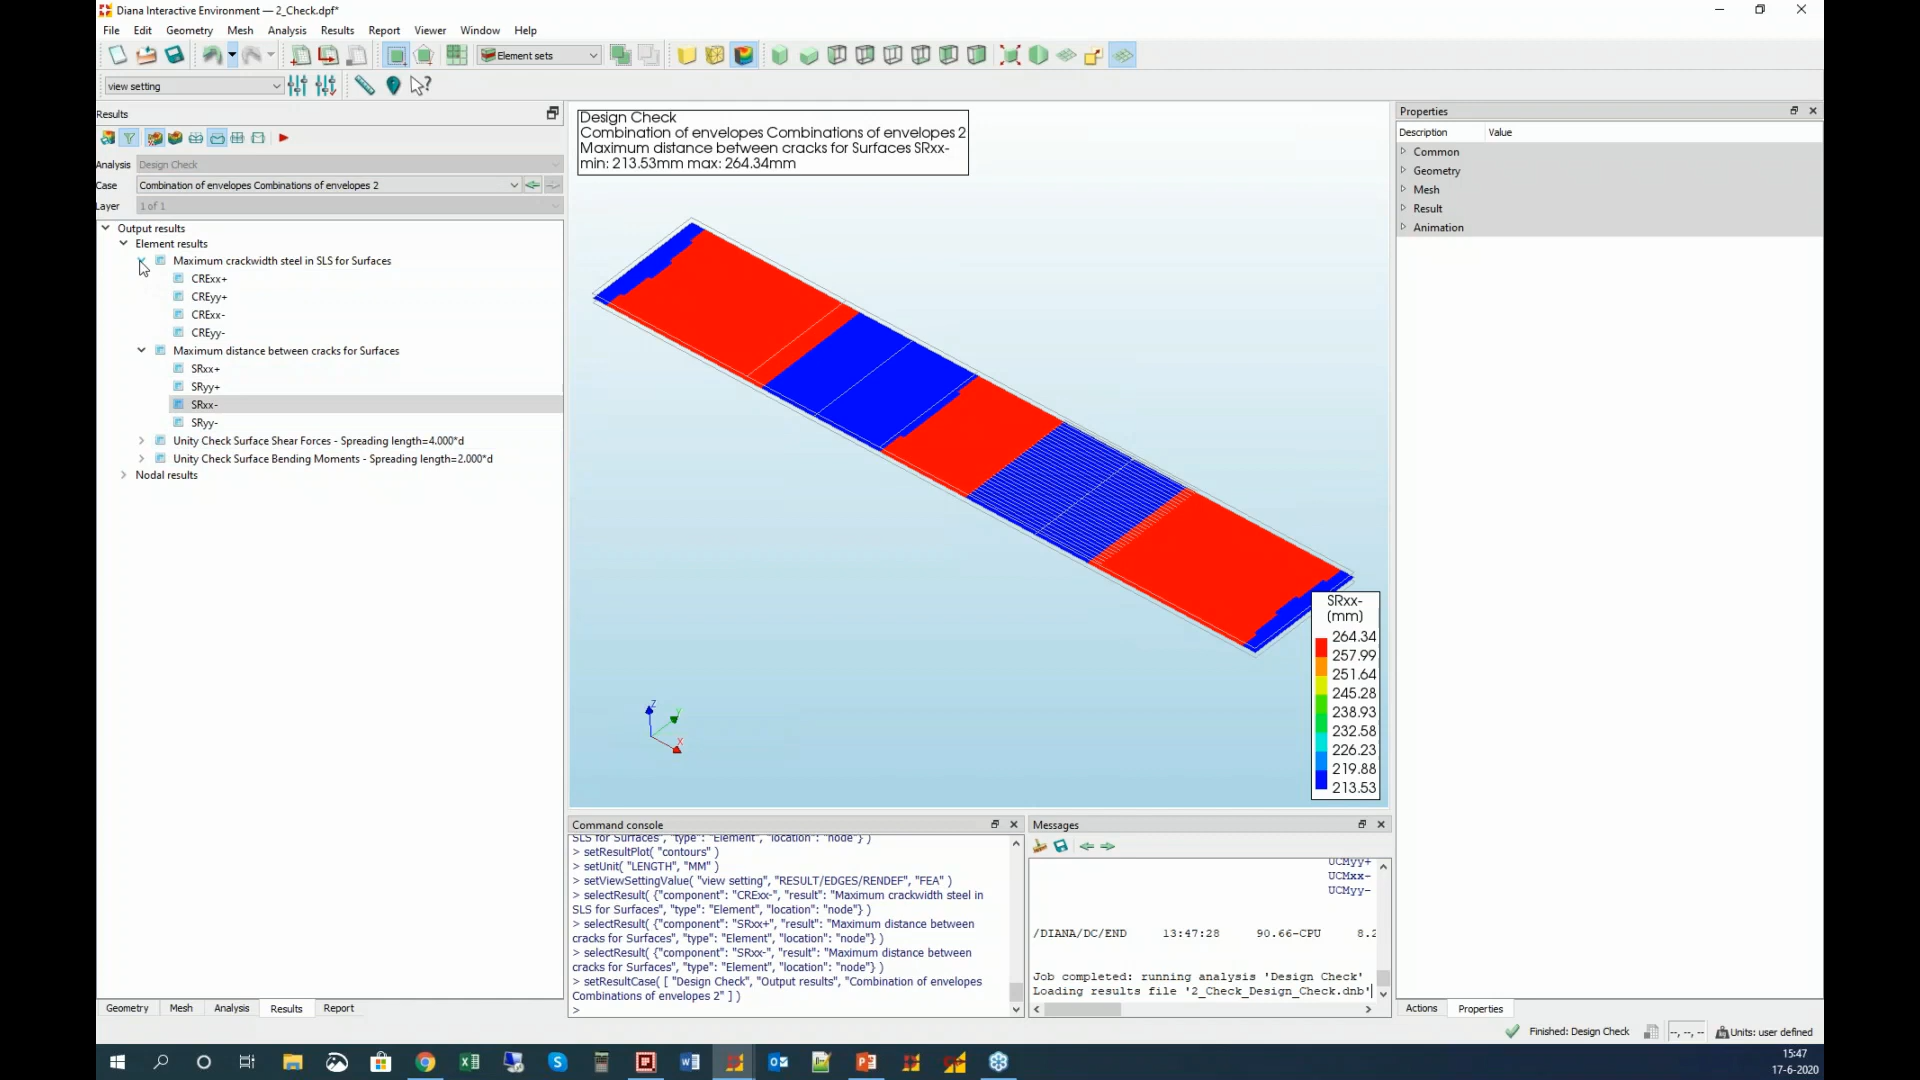 Diana Interactive Environment — 2_Check.dpf*
File Edit Geometry Mesh Analysis Results Report Viewer Window Help
Element sets
view setting
Results
Analysis Design Check
Case Combination of envelopes Combinations of envelopes 2
Layer 1 of 1
Output results
Element results
Maximum crackwidth steel in SLS for Surfaces
CRExx+
CREyy+
CRExx-
CREyy-
Maximum distance between cracks for Surfaces
SRxx+
SRyy+
SRxx-
SRyy-
Unity Check Surface Shear Forces - Spreading length=4.000*d
Unity Check Surface Bending Moments - Spreading length=2.000*d
Nodal results
Geometry Mesh Analysis Results Report
Design Check
Combination of envelopes Combinations of envelopes 2
Maximum distance between cracks for Surfaces SRxx-
min: 213.53mm max: 264.34mm
Z
Y
X
SRxx-
(mm)
264.34
257.99
251.64
245.28
238.93
232.58
226.23
219.88
213.53
Command console
SLS for Surfaces", "type": "Element", "location": "node"} )
> setResultPlot( "contours" )
> setUnit( "LENGTH", "MM" )
> setViewSettingValue( "view setting", "RESULT/EDGES/RENDEF", "FEA" )
> selectResult( {"component": "CRExx-", "result": "Maximum crackwidth steel in
SLS for Surfaces", "type": "Element", "location": "node"} )
> selectResult( {"component": "SRxx+", "result": "Maximum distance between
cracks for Surfaces", "type": "Element", "location": "node"} )
> selectResult( {"component": "SRxx-", "result": "Maximum distance between
cracks for Surfaces", "type": "Element", "location": "node"} )
> setResultCase( [ "Design Check", "Output results", "Combination of envelopes
Combinations of envelopes 2" ] )
>
Messages
UCMyy+
UCMxx-
UCMyy-
/DIANA/DC/END 13:47:28 90.66-CPU 8.2
Job completed: running analysis 'Design Check'
Loading results file '2_Check_Design_Check.dnb'
Properties
Description Value
Common
Geometry
Mesh
Result
Animation
Actions Properties
Finished: Design Check --, --, -- Units: user defined
15:47
17-6-2020